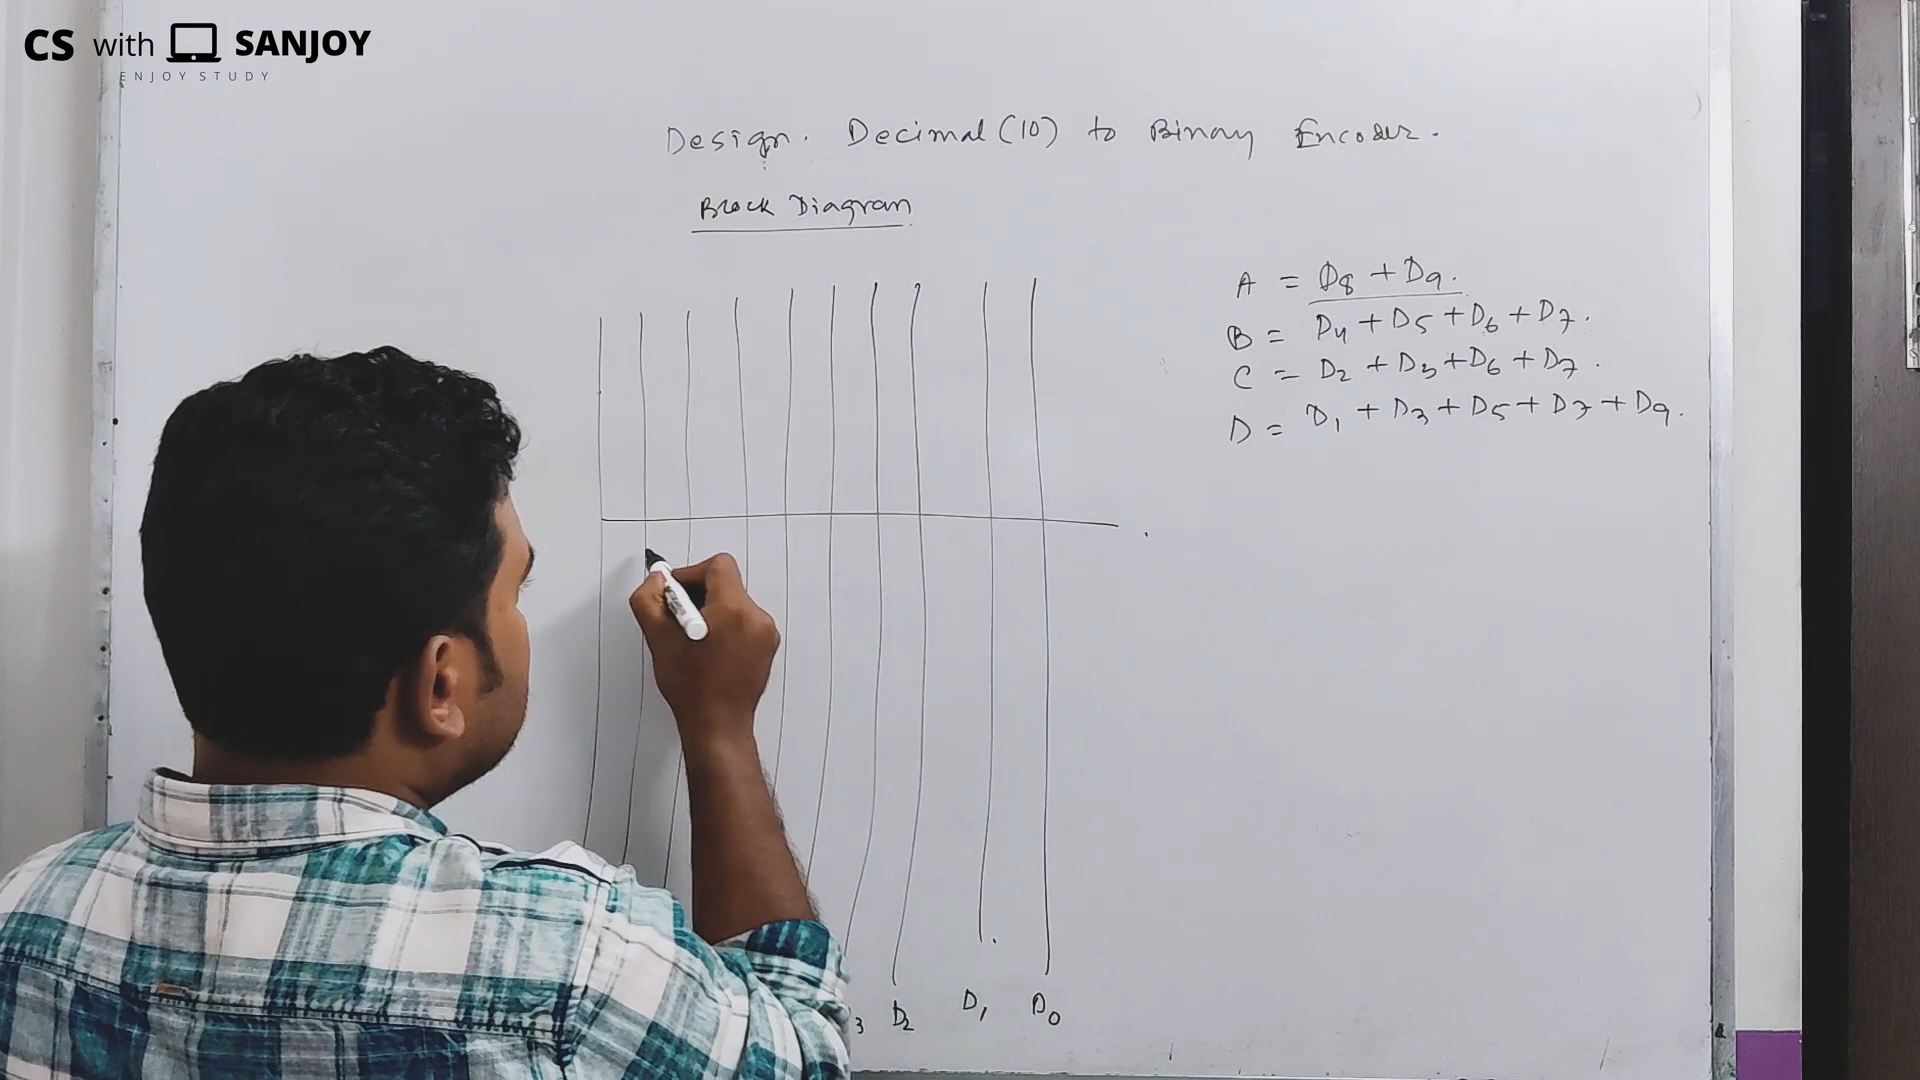 CS with SANJOY
ENJOY STUDY
Design. Decimal (10) to Binary Encoder.
Block Diagram
A = D8 + D9.
B = D4 + D5 + D6 + D7.
C = D2 + D3 + D6 + D7.
D = D1 + D3 + D5 + D7 + D9.
3 D2 D1 D0